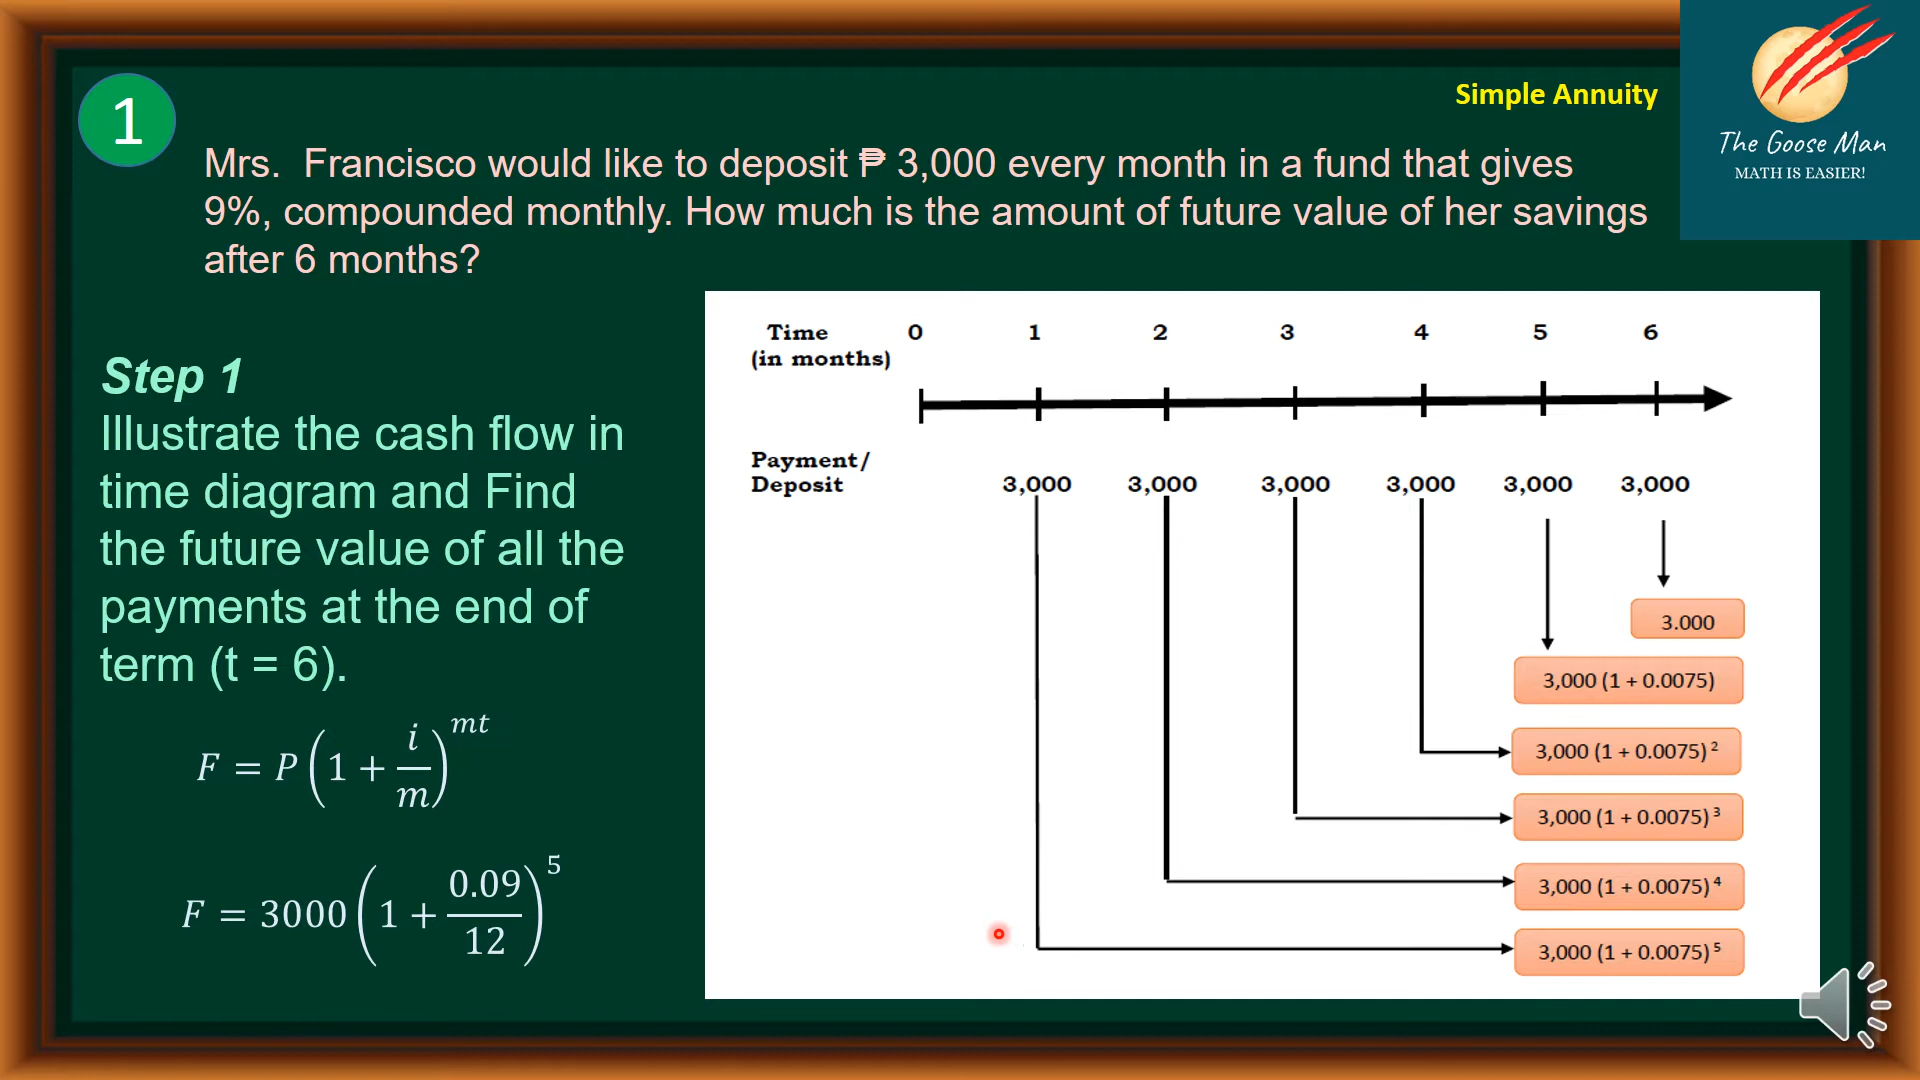 1
Simple Annuity
The Goose Man
MATH IS EASIER!
Mrs. Francisco would like to deposit ₱ 3,000 every month in a fund that gives
9%, compounded monthly. How much is the amount of future value of her savings
after 6 months?
Step 1
Illustrate the cash flow in
time diagram and Find
the future value of all the
payments at the end of
term (t = 6).
F = P(1 + i/m)^mt
F = 3000(1 + 0.09/12)^5
Time 0 1 2 3 4 5 6
(in months)
Payment/
Deposit 3,000 3,000 3,000 3,000 3,000 3,000
3.000
3,000 (1 + 0.0075)
3,000 (1 + 0.0075)²
3,000 (1 + 0.0075)³
3,000 (1 + 0.0075)⁴
3,000 (1 + 0.0075)⁵